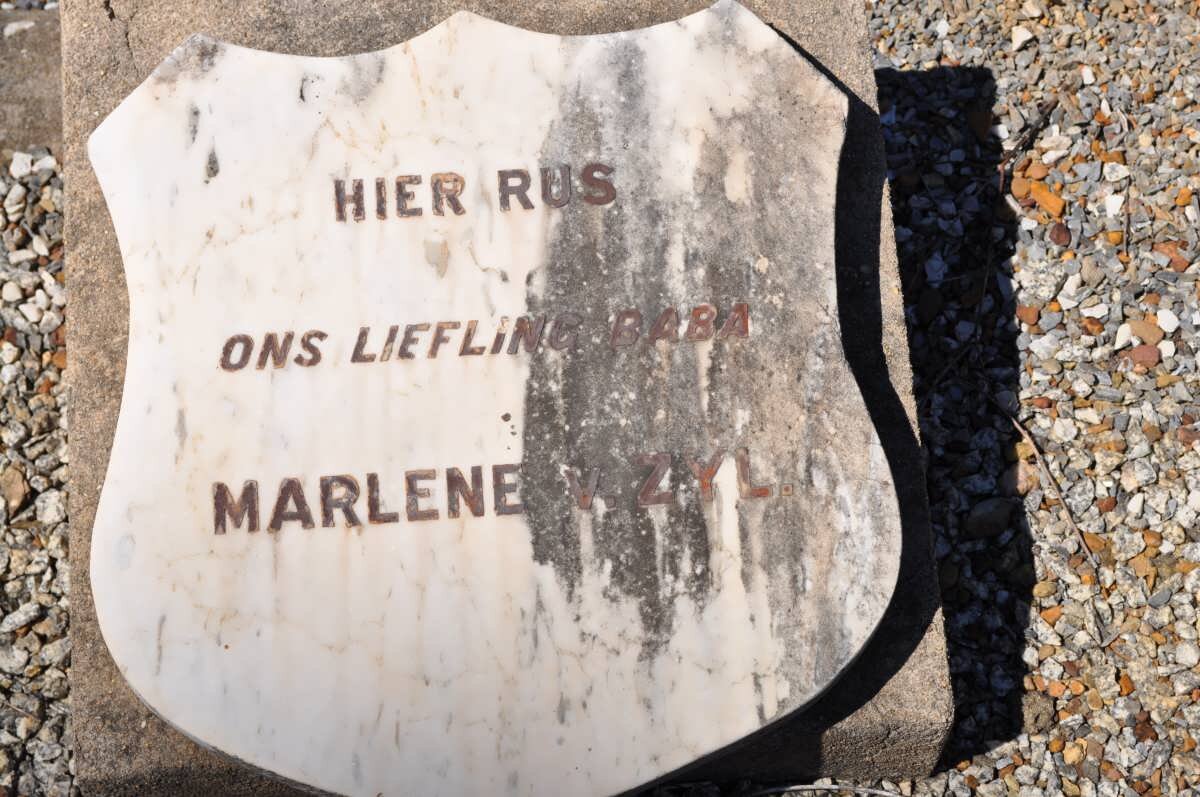 HIER RUS
ONS LIEFLING BABA
MARLENE v. ZYL.